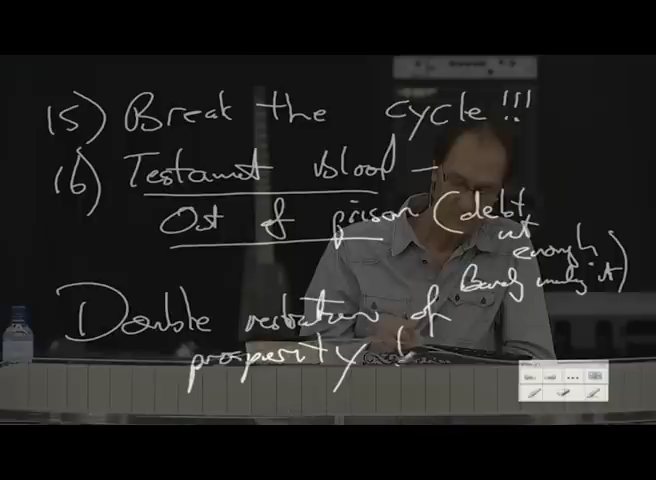 15) Break the cycle !!!
16) Testament blood –
Out of prison (debt
not
enough
Barely making it)
Double restoration of
prosperity !